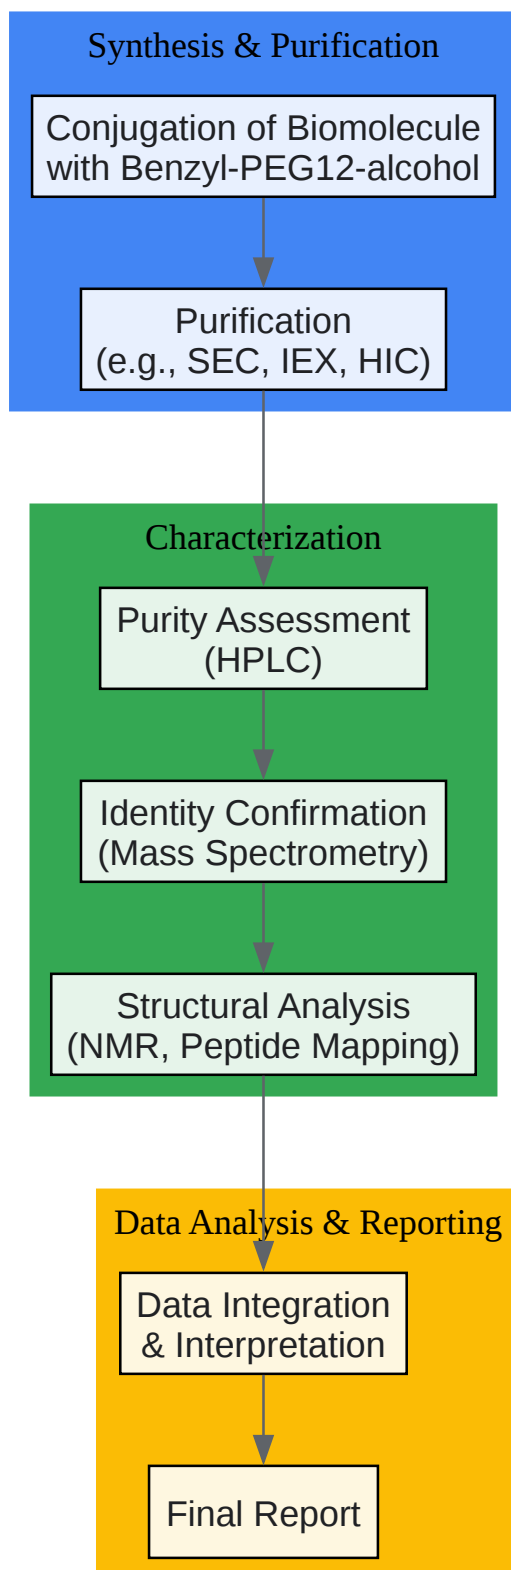 Synthesis & Purification
Conjugation of Biomolecule
with Benzyl-PEG12-alcohol
Purification
(e.g., SEC, IEX, HIC)
Characterization
Purity Assessment
(HPLC)
Identity Confirmation
(Mass Spectrometry)
Structural Analysis
(NMR, Peptide Mapping)
Data Analysis & Reporting
Data Integration
& Interpretation
Final Report